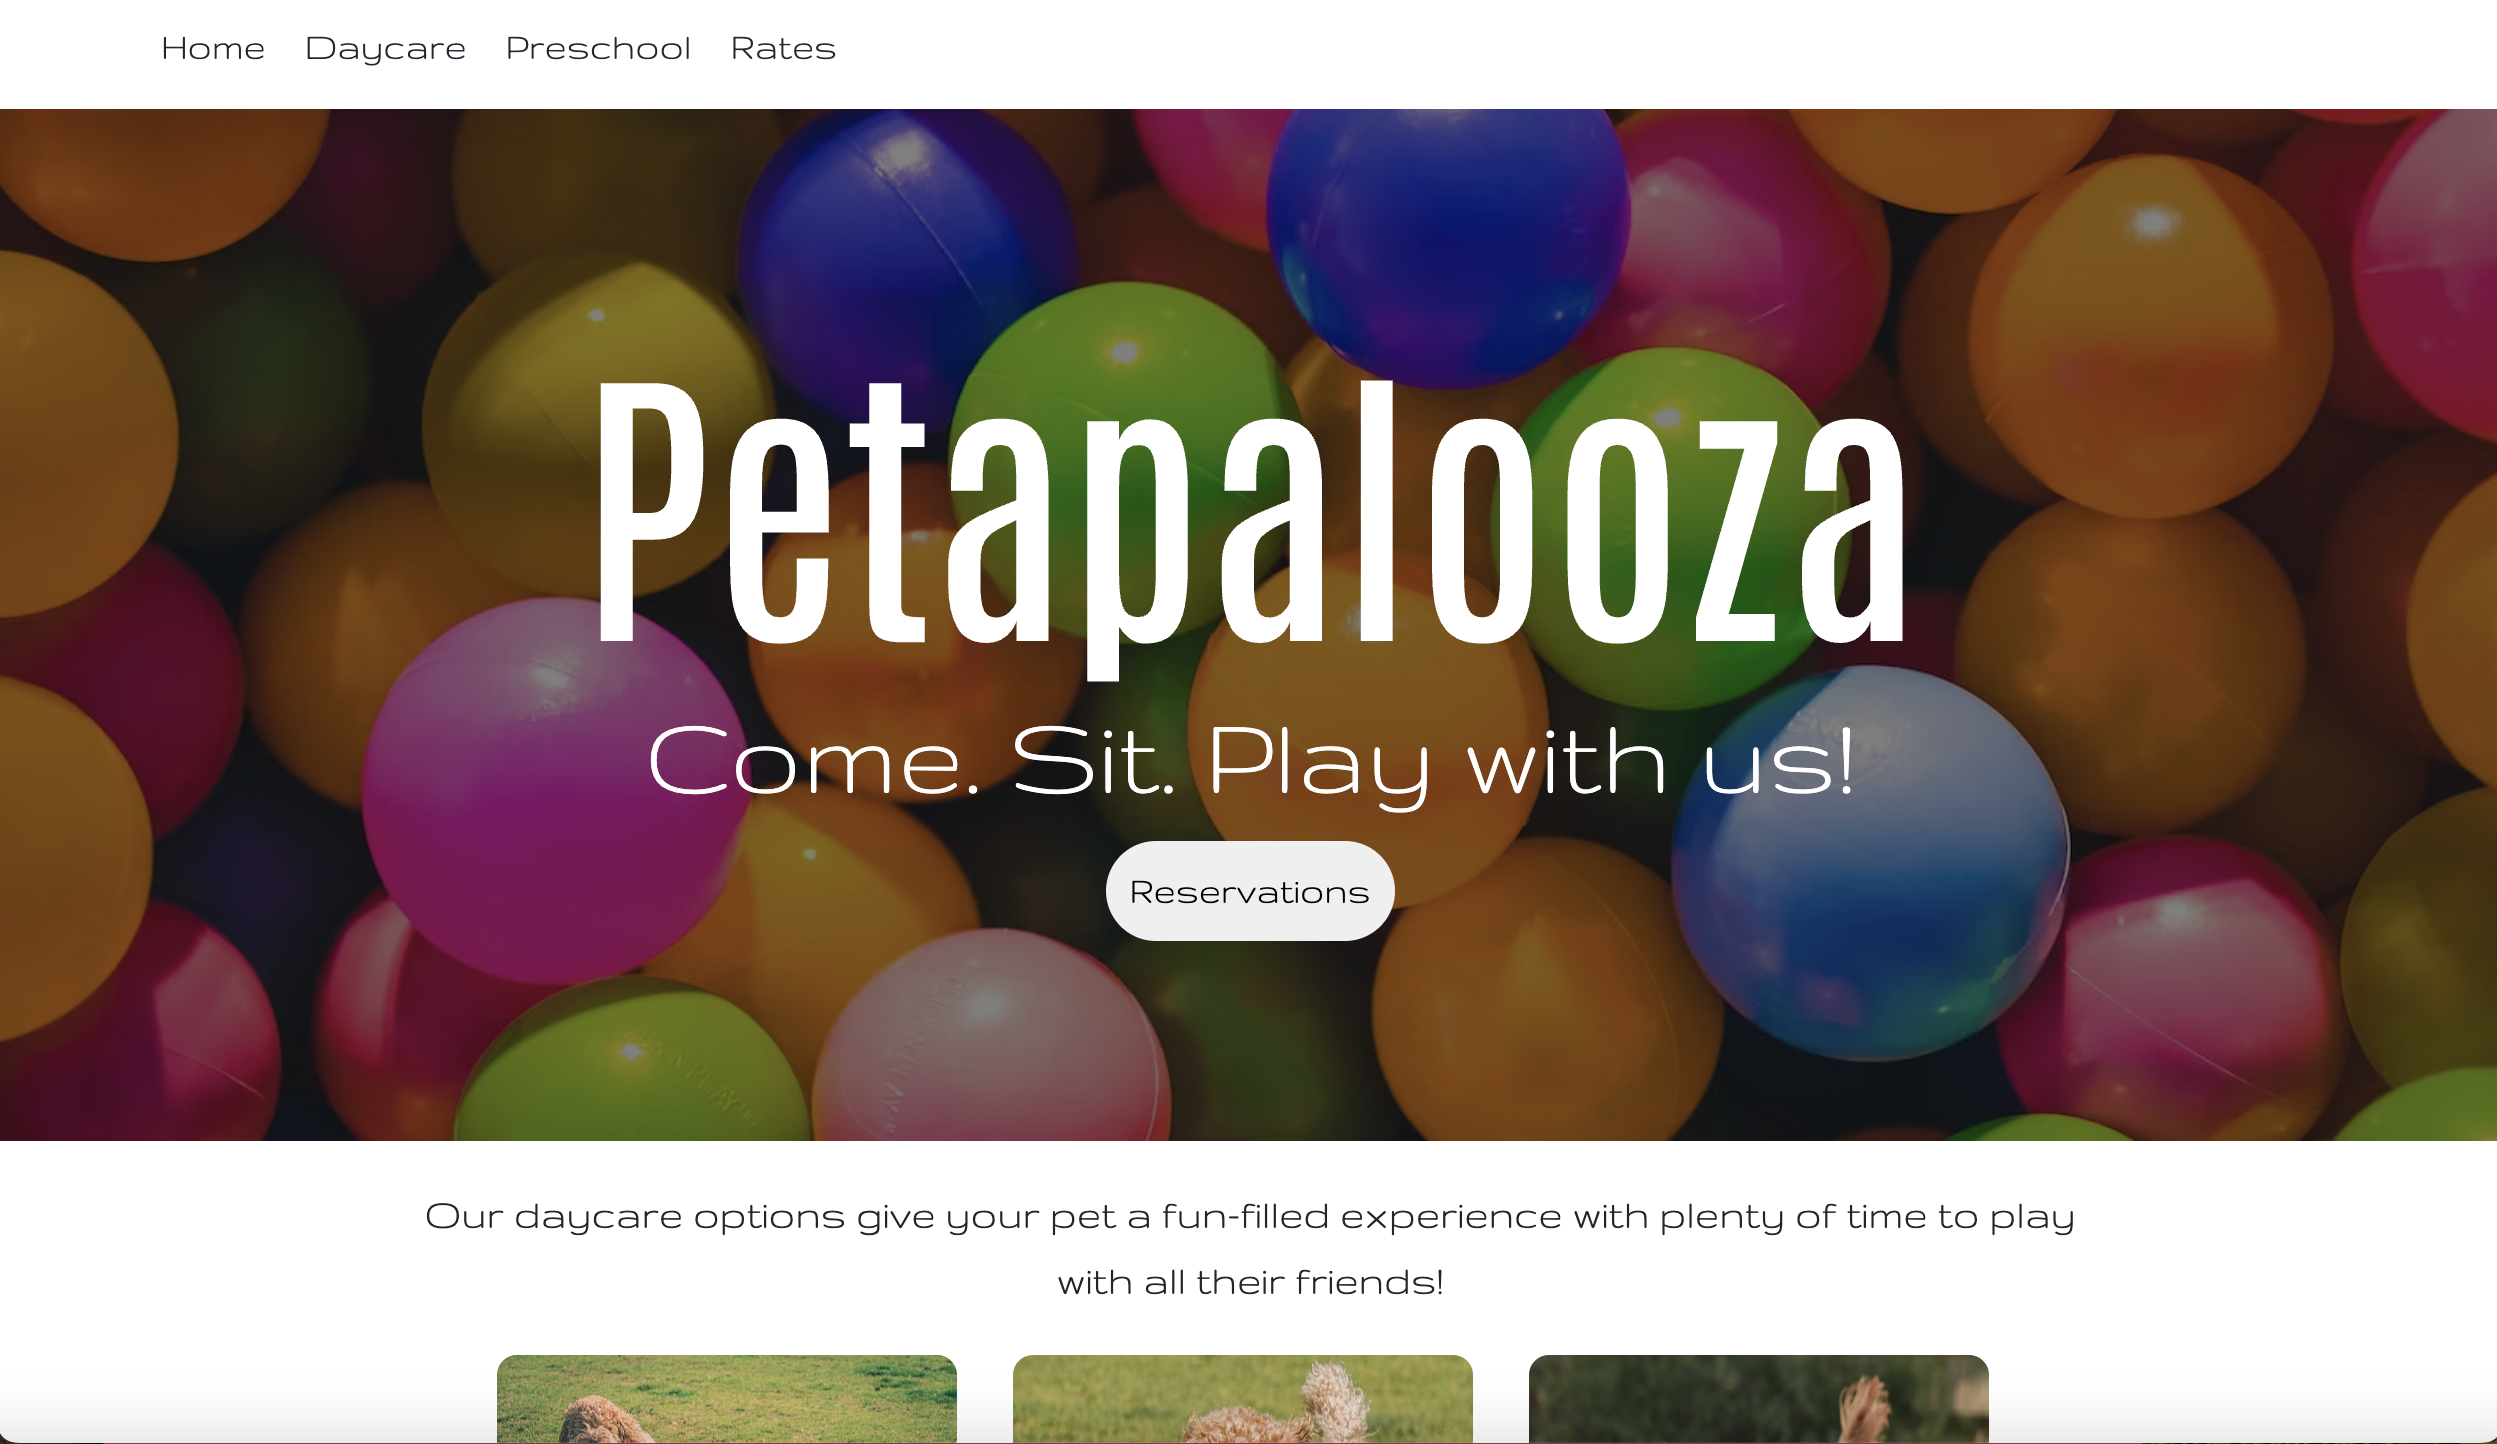 Home Daycare Preschool Rates
Petapalooza
Come. Sit. Play with us!
Reservations
Our daycare options give your pet a fun-filled experience with plenty of time to play
with all their friends!